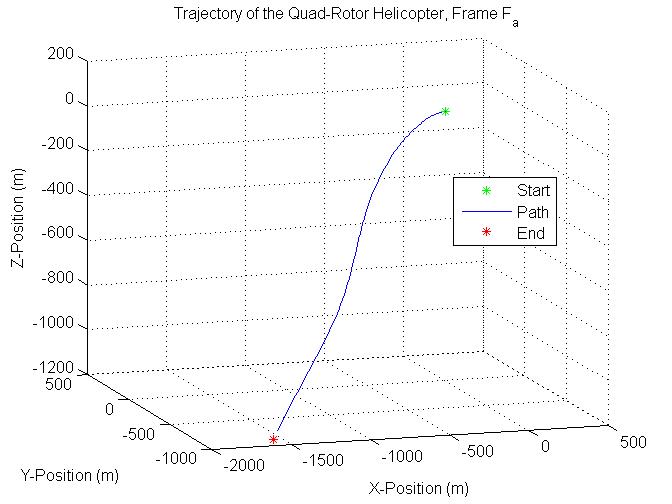 Trajectory of the Quad-Rotor Helicopter, Frame Fa
200
0
-200
-400
-600
-800
-1000
-1200
Z-Position (m)
500
0
-500
-1000
Y-Position (m)
-2000
-1500
-1000
-500
0
500
X-Position (m)
Start
Path
End